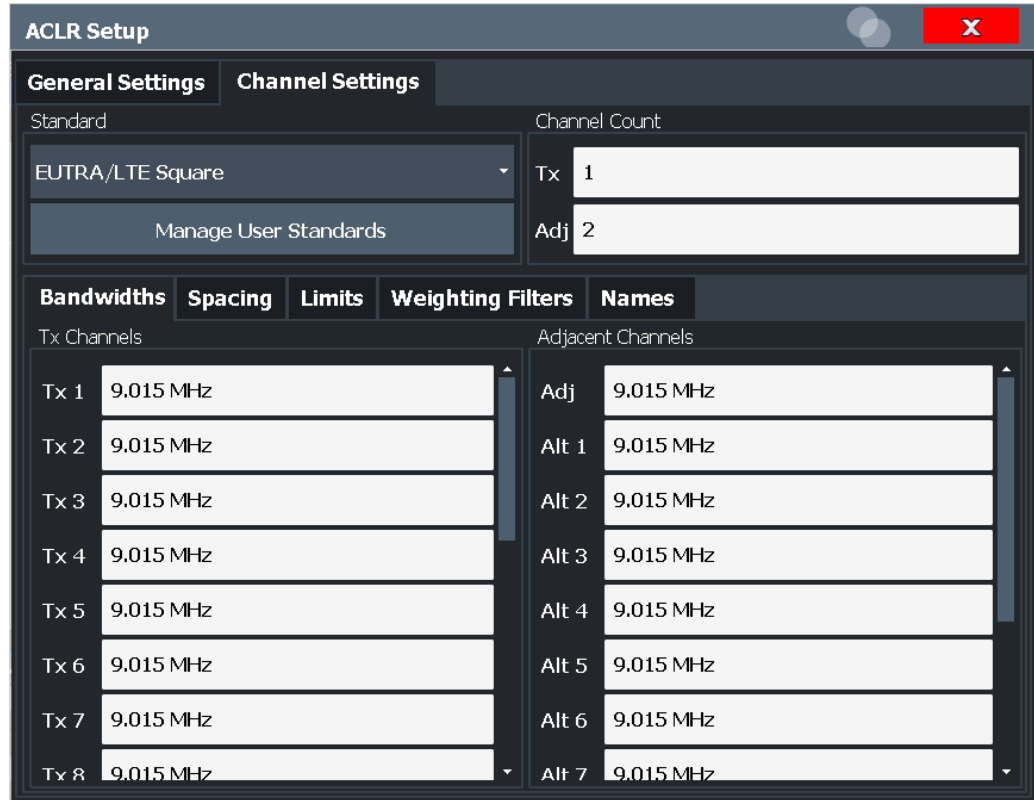 ACLR Setup
X
General Settings Channel Settings
Standard Channel Count
EUTRA/LTE Square Tx 1
Manage User Standards Adj 2
Bandwidths Spacing Limits Weighting Filters Names
Tx Channels Adjacent Channels
Tx 1 9.015 MHz Adj 9.015 MHz
Tx 2 9.015 MHz Alt 1 9.015 MHz
Tx 3 9.015 MHz Alt 2 9.015 MHz
Tx 4 9.015 MHz Alt 3 9.015 MHz
Tx 5 9.015 MHz Alt 4 9.015 MHz
Tx 6 9.015 MHz Alt 5 9.015 MHz
Tx 7 9.015 MHz Alt 6 9.015 MHz
Tx 8 9.015 MHz Alt 7 9.015 MHz